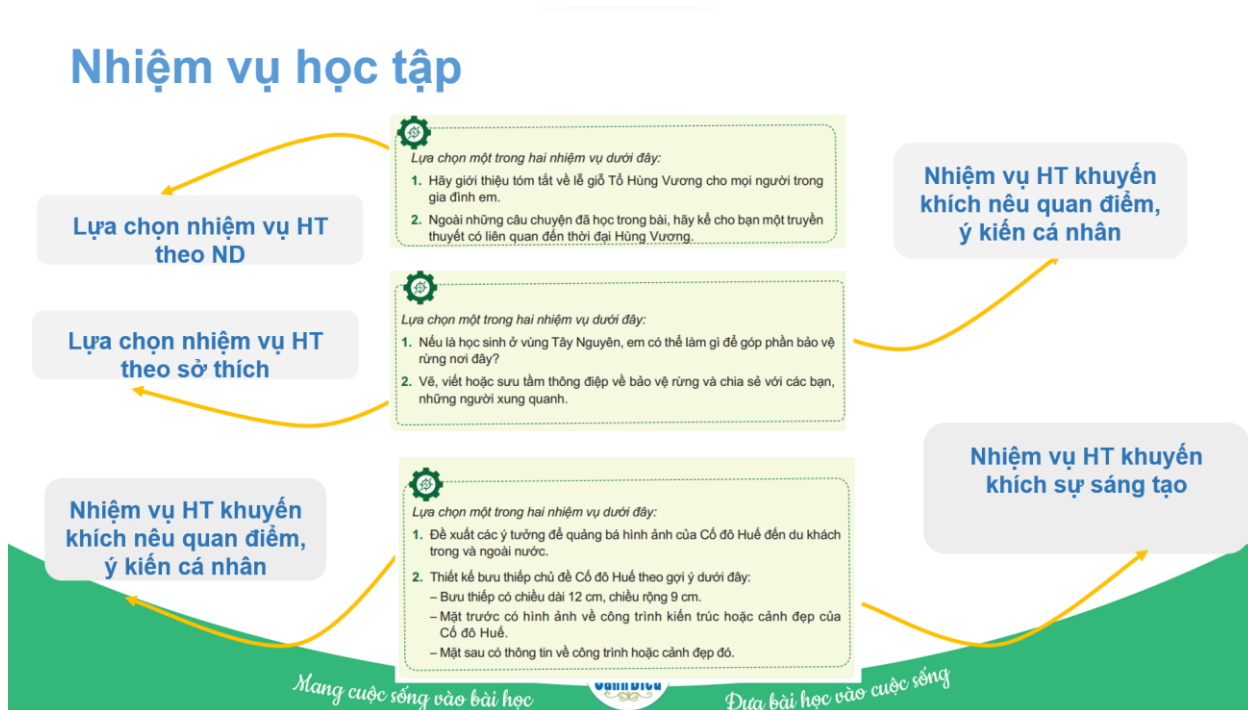 Nhiệm vụ học tập
Lựa chọn một trong hai nhiệm vụ dưới đây:
1. Hãy giới thiệu tóm tắt về lễ giỗ Tổ Hùng Vương cho mọi người trong
gia đình em.
2. Ngoài những câu chuyện đã học trong bài, hãy kể cho bạn một truyền
thuyết có liên quan đến thời đại Hùng Vương.
Lựa chọn nhiệm vụ HT
theo ND
Nhiệm vụ HT khuyến
khích nêu quan điểm,
ý kiến cá nhân
Lựa chọn một trong hai nhiệm vụ dưới đây:
1. Nếu là học sinh ở vùng Tây Nguyên, em có thể làm gì để góp phần bảo vệ
rừng nơi đây?
2. Vẽ, viết hoặc sưu tầm thông điệp về bảo vệ rừng và chia sẻ với các bạn,
những người xung quanh.
Lựa chọn nhiệm vụ HT
theo sở thích
Nhiệm vụ HT khuyến
khích sự sáng tạo
Nhiệm vụ HT khuyến
khích nêu quan điểm,
ý kiến cá nhân
Lựa chọn một trong hai nhiệm vụ dưới đây:
1. Đề xuất các ý tưởng để quảng bá hình ảnh của Cố đô Huế đến du khách
trong và ngoài nước.
2. Thiết kế bưu thiếp chủ đề Cố đô Huế theo gợi ý dưới đây:
– Bưu thiếp có chiều dài 12 cm, chiều rộng 9 cm.
– Mặt trước có hình ảnh về công trình kiến trúc hoặc cảnh đẹp của
Cố đô Huế.
– Mặt sau có thông tin về công trình hoặc cảnh đẹp đó.
Mang cuộc sống vào bài học
Đưa bài học vào cuộc sống